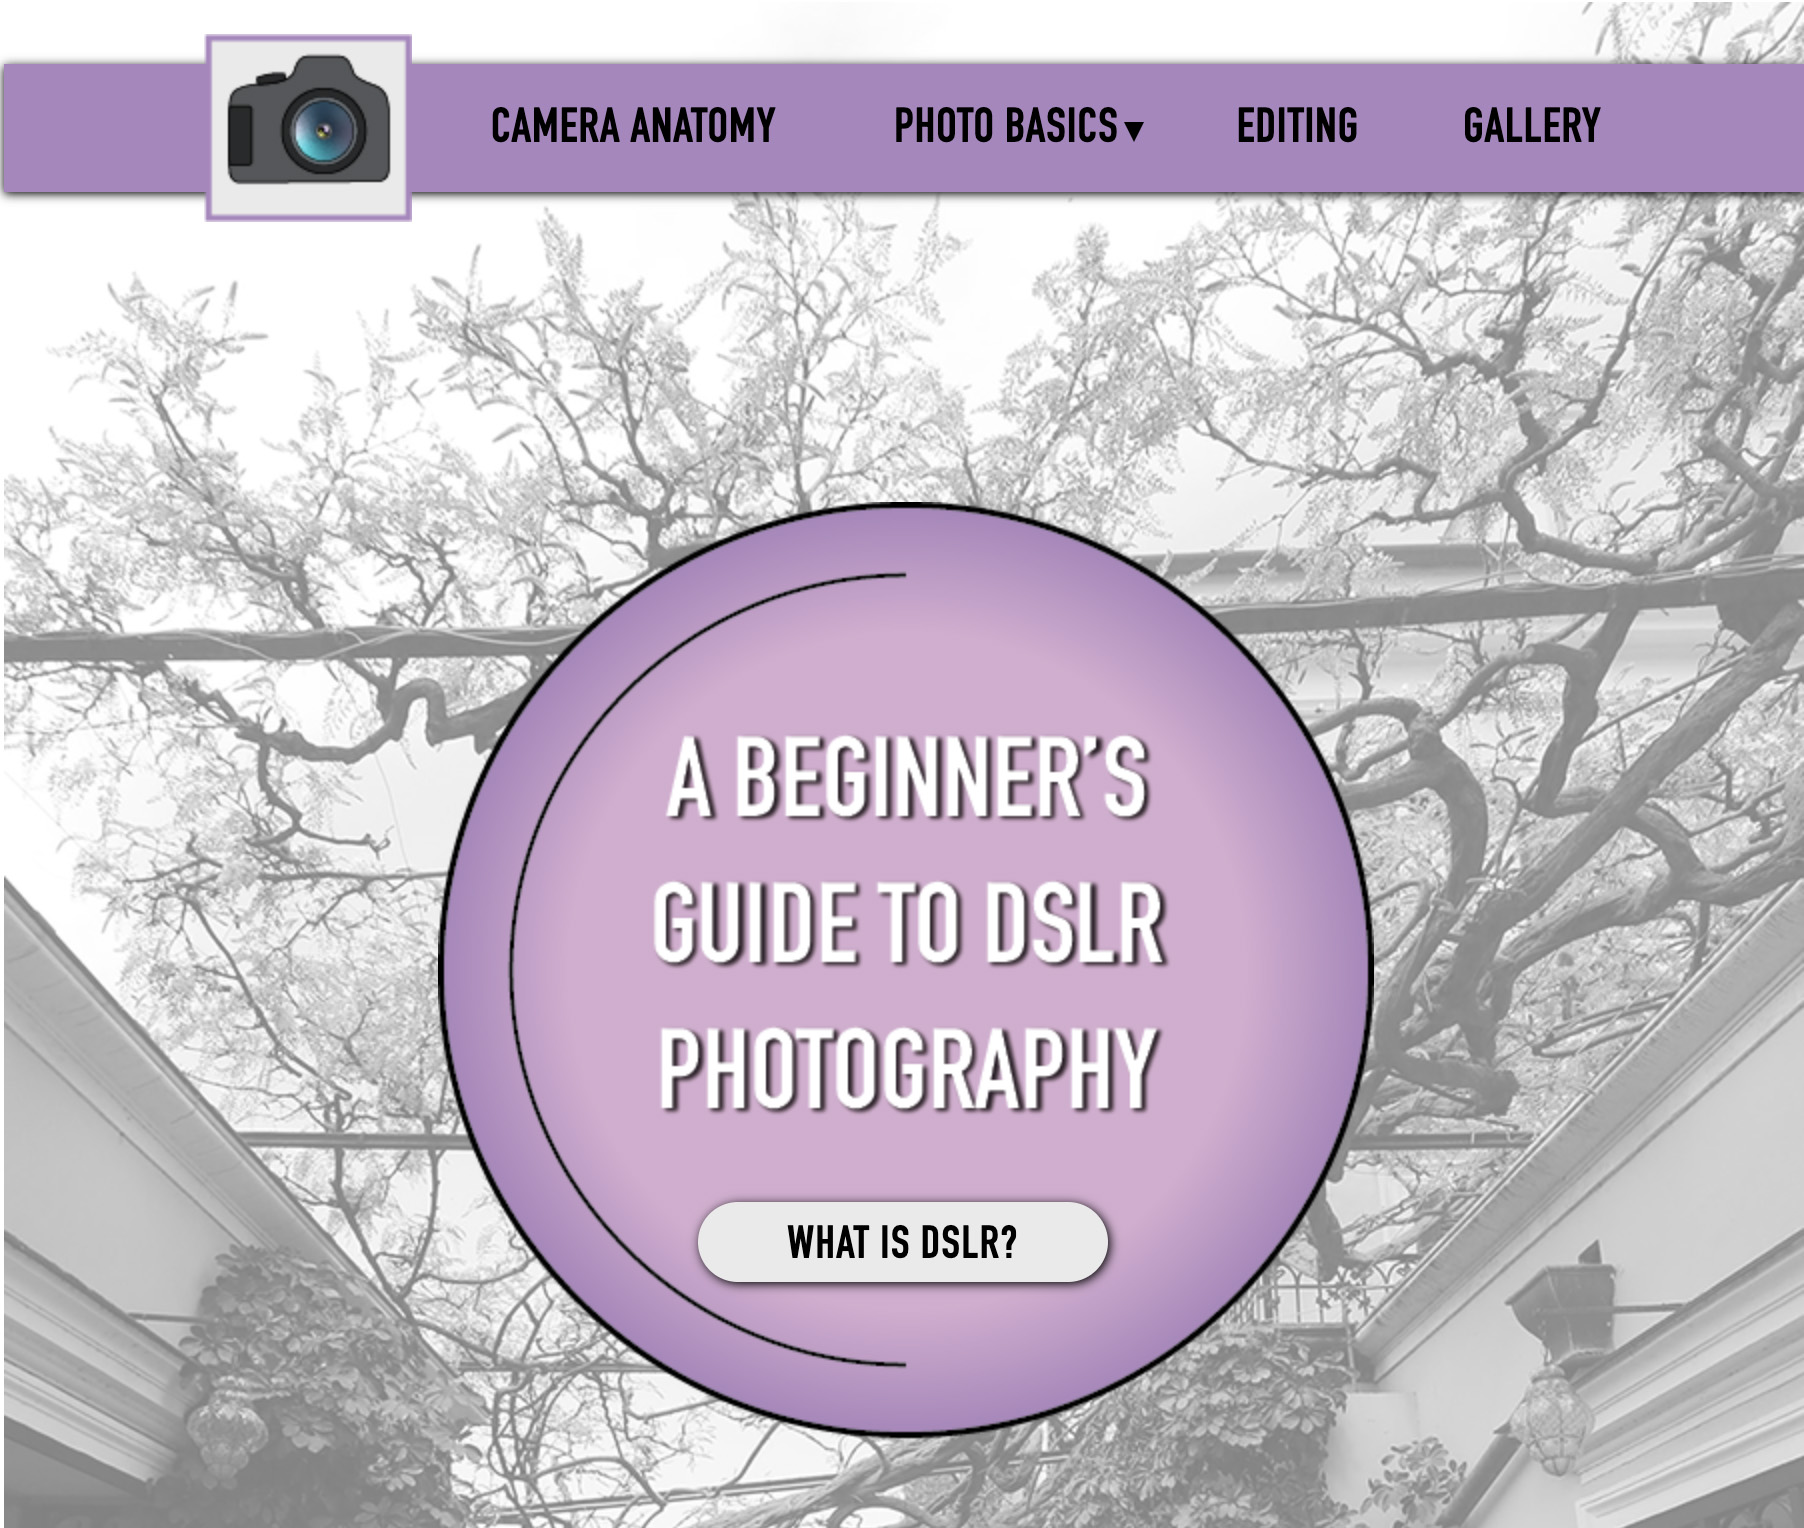 CAMERA ANATOMY PHOTO BASICS▼ EDITING GALLERY
A BEGINNER'S
GUIDE TO DSLR
PHOTOGRAPHY
WHAT IS DSLR?